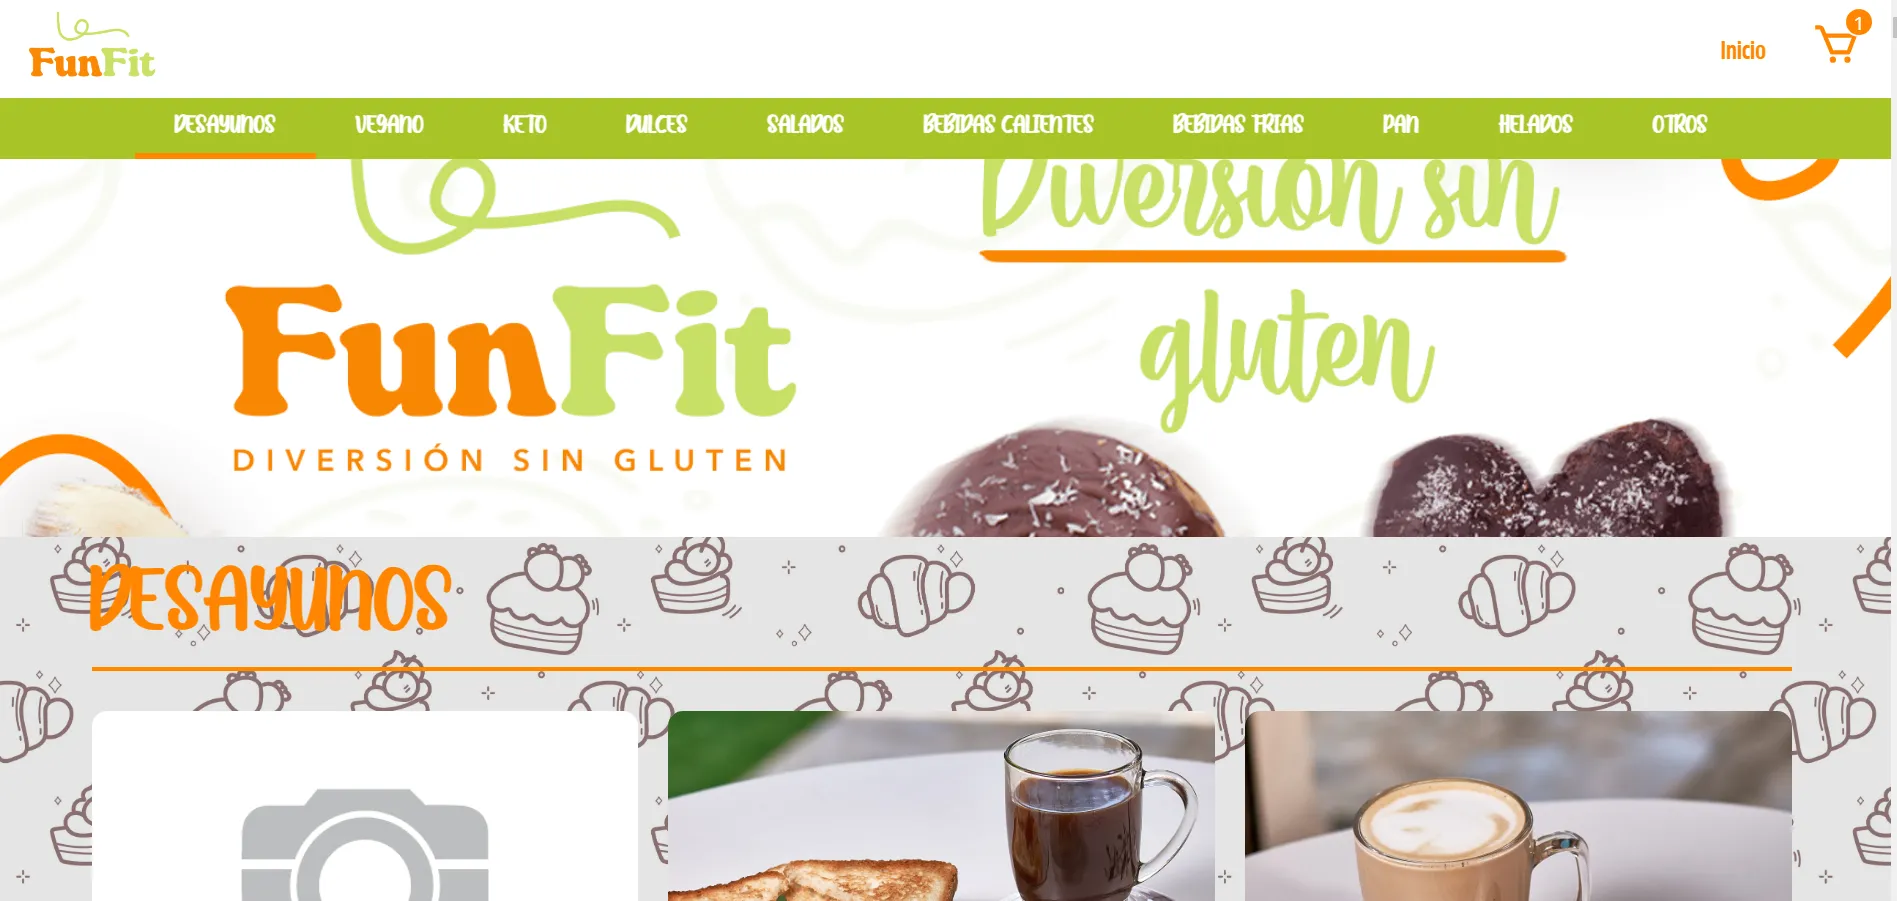 FunFit
Inicio
1
DESAYUNOS
VEGANO
KETO
DULCES
SALADOS
BEBIDAS CALIENTES
BEBIDAS FRIAS
PAN
HELADOS
OTROS
Diversión sin
gluten
FunFit
DIVERSIÓN SIN GLUTEN
DESAYUNOS